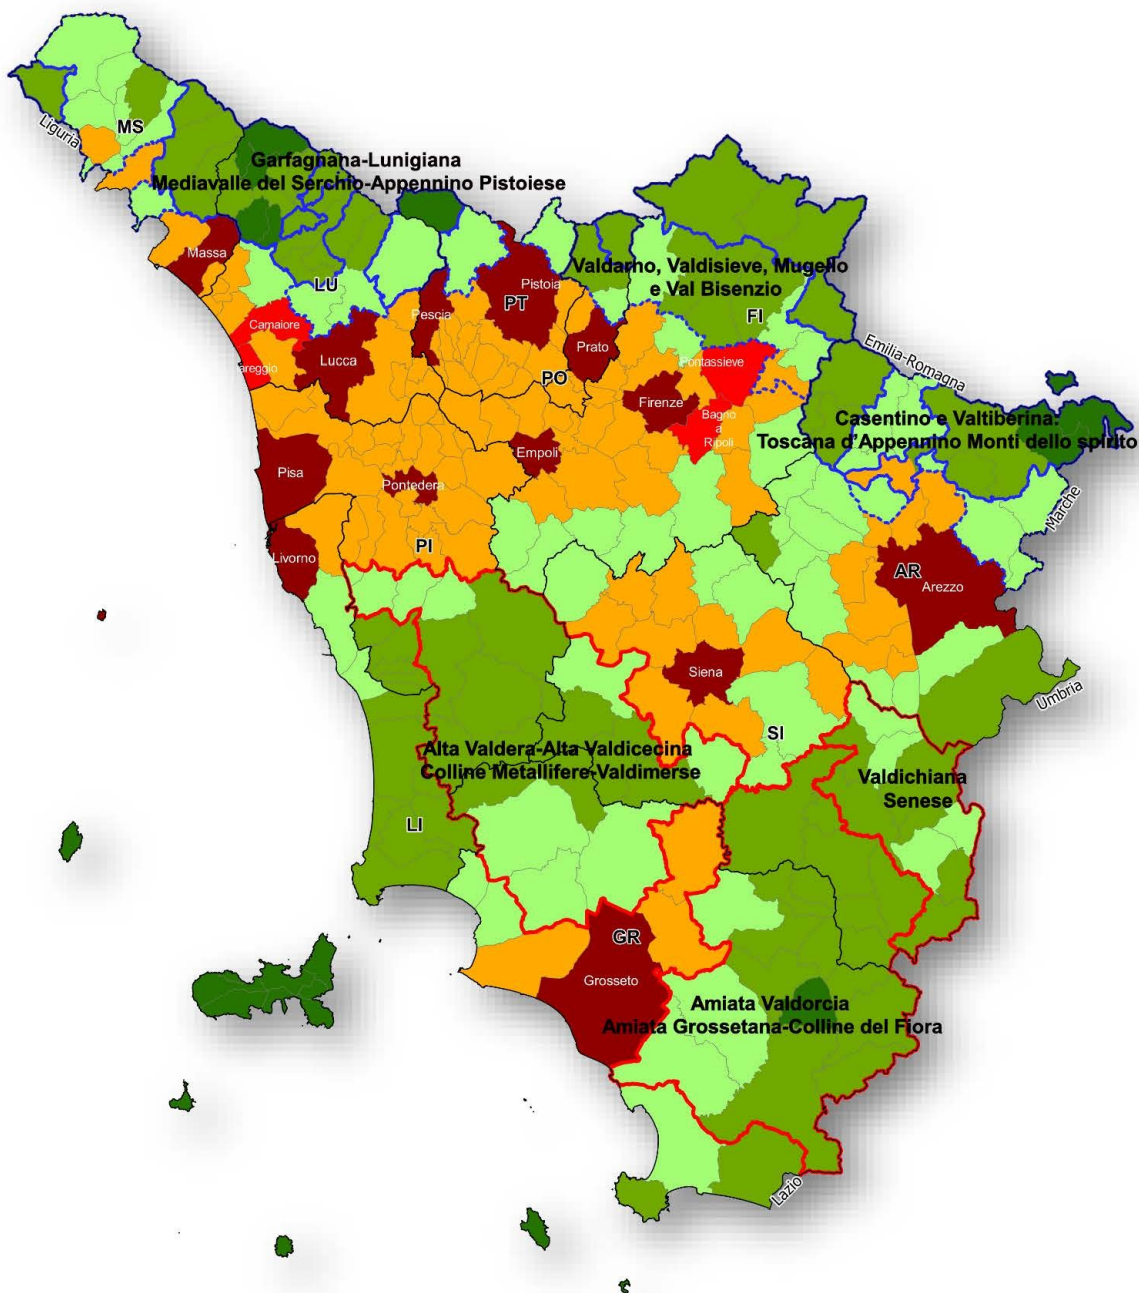 Liguria
MS
Garfagnana-Lunigiana
Mediavalle del Serchio-Appennino Pistoiese
Massa
LU
Pistoia
PT
Pescia
Valdarno, Valdisieve, Mugello
e Val Bisenzio
FI
Camaiore
areggio
Lucca
Prato
PO
Pontassieve
Emilia-Romagna
Firenze
Bagno
a
Ripoli
Casentino e Valtiberina:
Toscana d'Appennino Monti dello spirito
Empoli
Pisa
Pontedera
Marche
PI
Livorno
AR
Arezzo
Siena
Umbria
SI
Alta Valdera-Alta Valdicecina
Colline Metallifere-Valdimerse
Valdichiana
Senese
LI
GR
Grosseto
Amiata Valdorcia
Amiata Grossetana-Colline del Fiora
Lazio